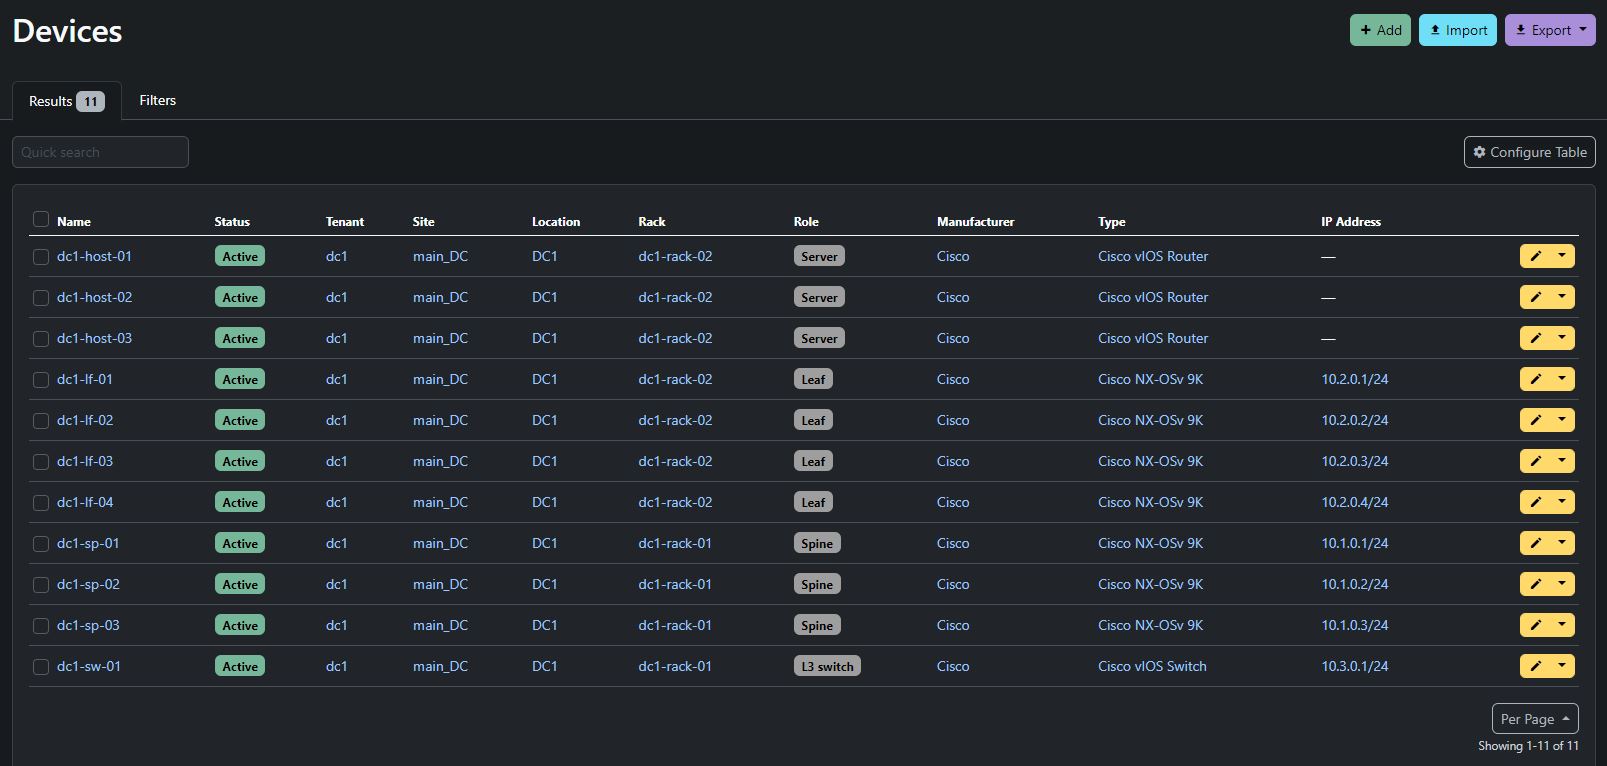 Devices
+ Add Import Export
Results 11 Filters
Quick search Configure Table
Name Status Tenant Site Location Rack Role Manufacturer Type IP Address
dc1-host-01 Active dc1 main_DC DC1 dc1-rack-02 Server Cisco Cisco vIOS Router —
dc1-host-02 Active dc1 main_DC DC1 dc1-rack-02 Server Cisco Cisco vIOS Router —
dc1-host-03 Active dc1 main_DC DC1 dc1-rack-02 Server Cisco Cisco vIOS Router —
dc1-lf-01 Active dc1 main_DC DC1 dc1-rack-02 Leaf Cisco Cisco NX-OSv 9K 10.2.0.1/24
dc1-lf-02 Active dc1 main_DC DC1 dc1-rack-02 Leaf Cisco Cisco NX-OSv 9K 10.2.0.2/24
dc1-lf-03 Active dc1 main_DC DC1 dc1-rack-02 Leaf Cisco Cisco NX-OSv 9K 10.2.0.3/24
dc1-lf-04 Active dc1 main_DC DC1 dc1-rack-02 Leaf Cisco Cisco NX-OSv 9K 10.2.0.4/24
dc1-sp-01 Active dc1 main_DC DC1 dc1-rack-01 Spine Cisco Cisco NX-OSv 9K 10.1.0.1/24
dc1-sp-02 Active dc1 main_DC DC1 dc1-rack-01 Spine Cisco Cisco NX-OSv 9K 10.1.0.2/24
dc1-sp-03 Active dc1 main_DC DC1 dc1-rack-01 Spine Cisco Cisco NX-OSv 9K 10.1.0.3/24
dc1-sw-01 Active dc1 main_DC DC1 dc1-rack-01 L3 switch Cisco Cisco vIOS Switch 10.3.0.1/24
Per Page
Showing 1-11 of 11